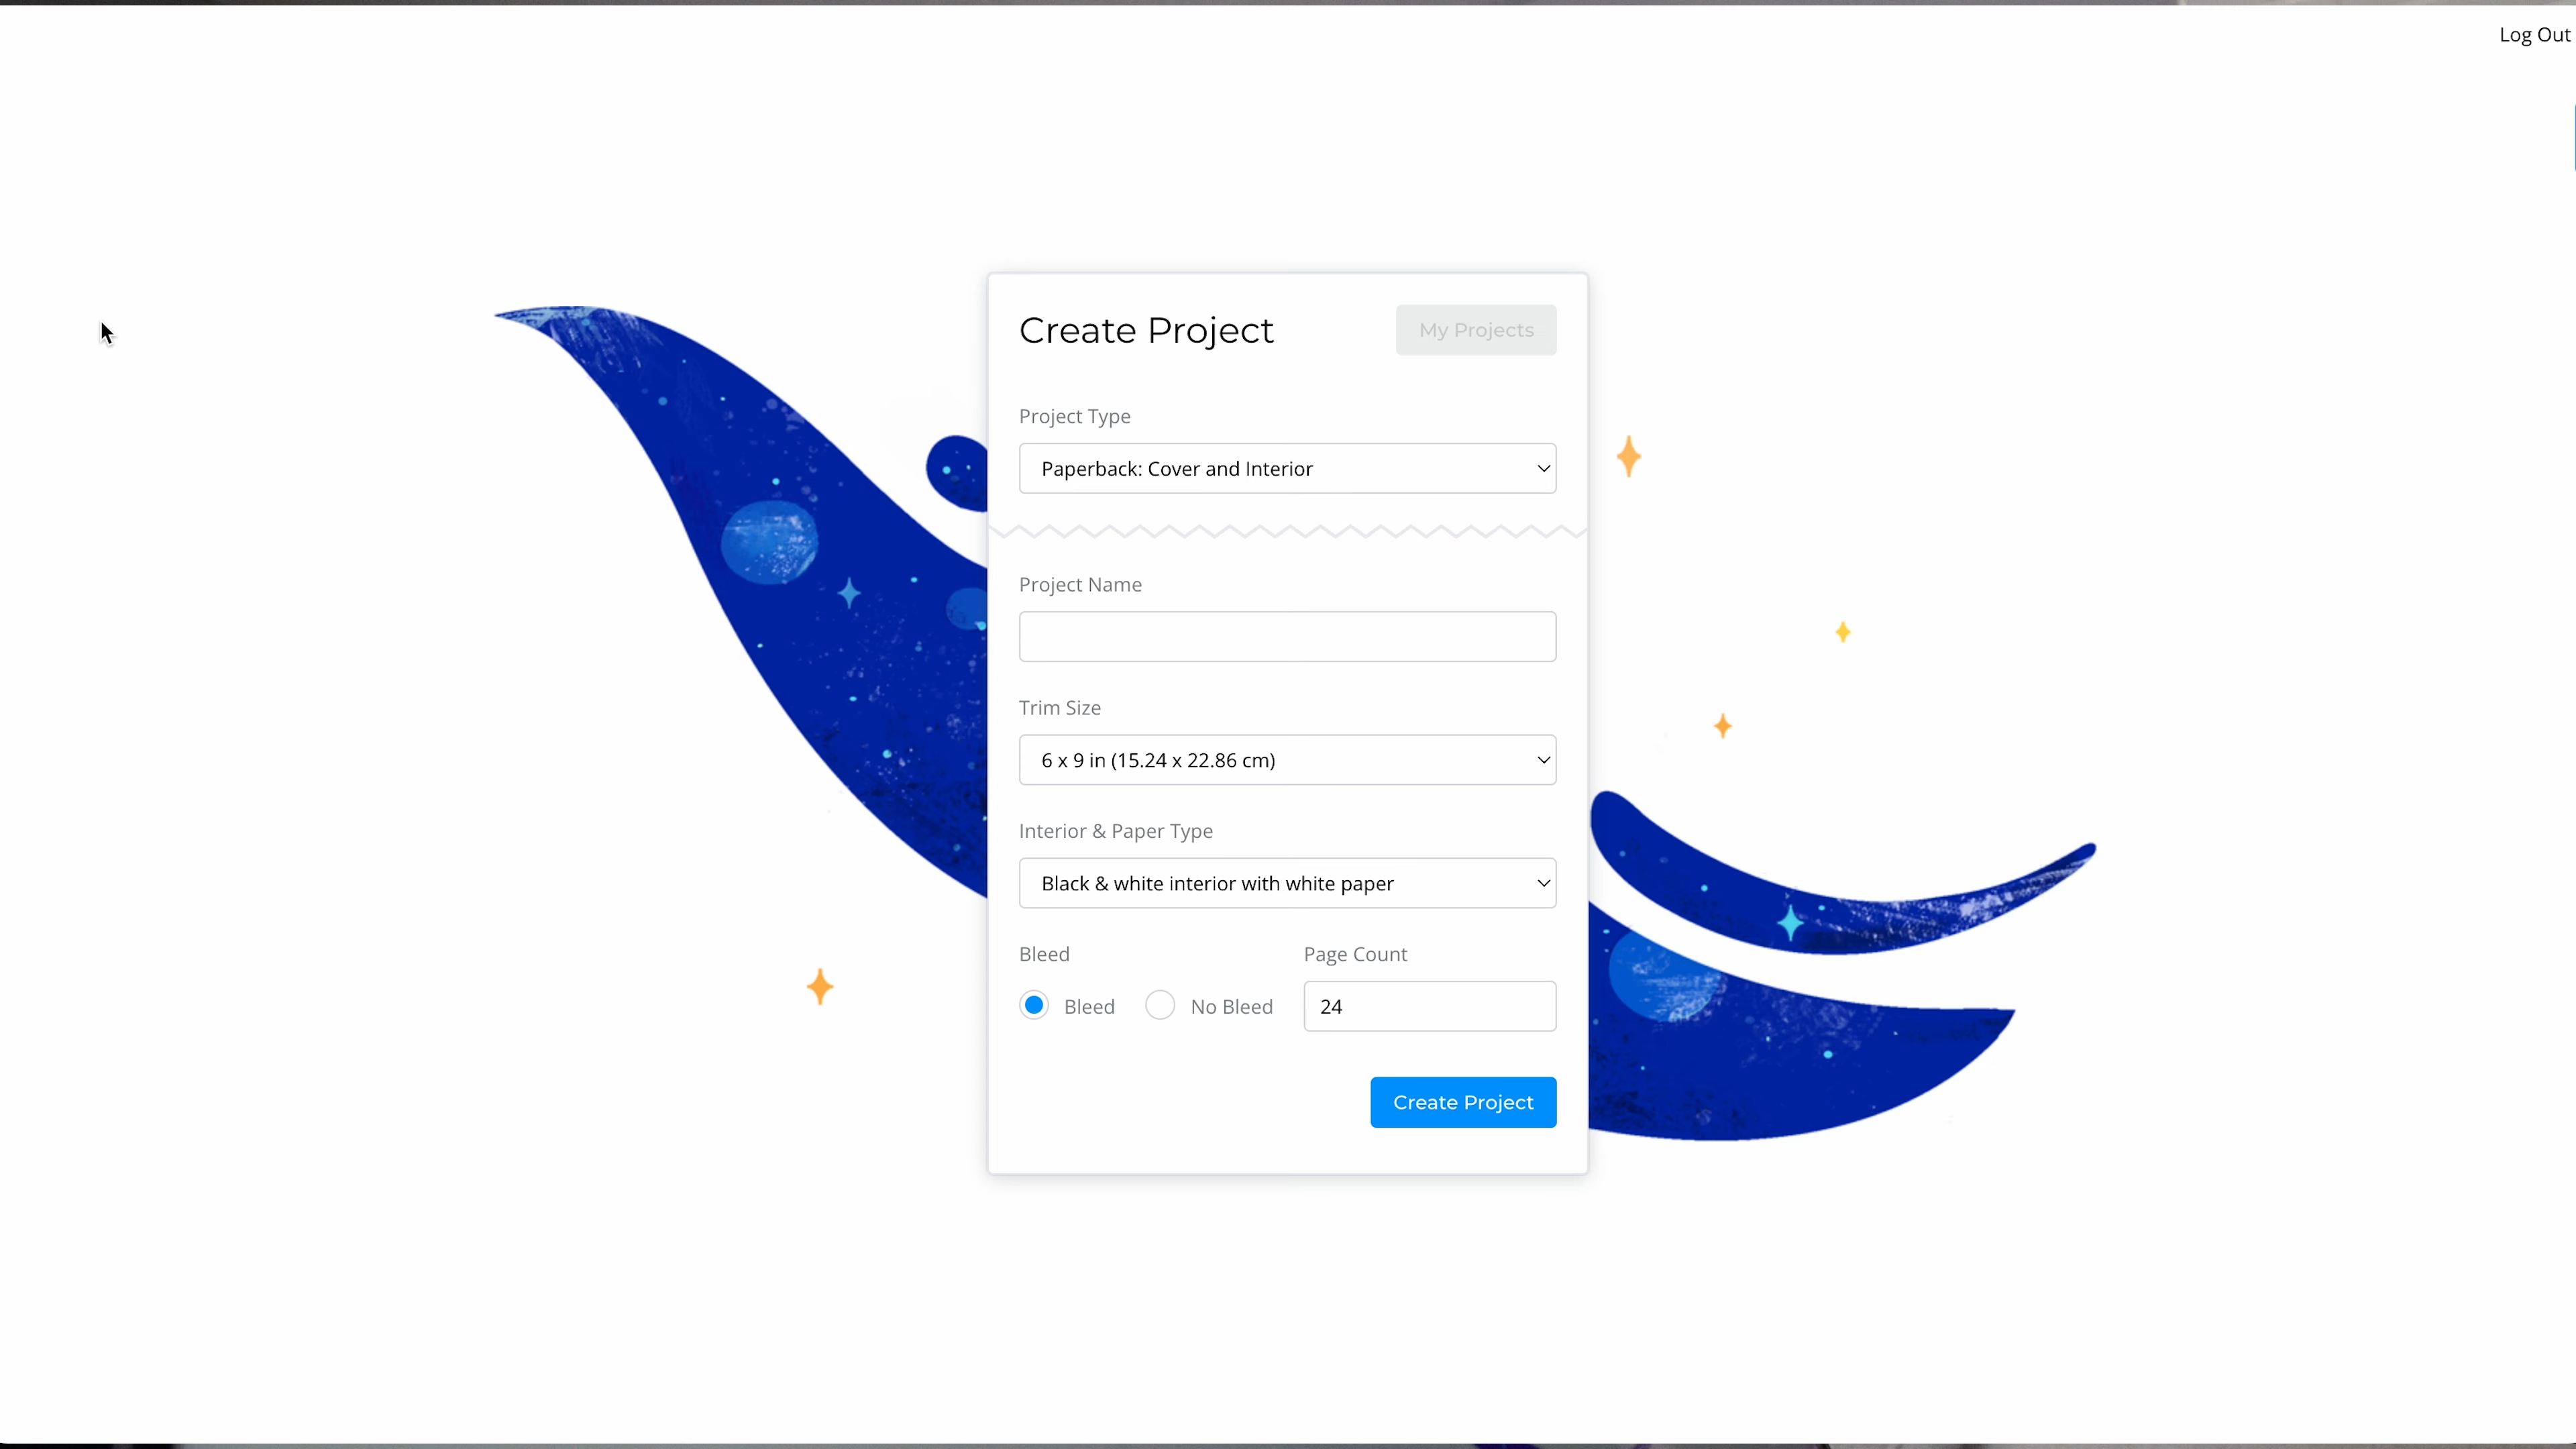 Log Out
Create Project
My Projects
Project Type
Paperback: Cover and Interior
Project Name
Trim Size
6 x 9 in (15.24 x 22.86 cm)
Interior & Paper Type
Black & white interior with white paper
Bleed
Page Count
Bleed
No Bleed
24
Create Project